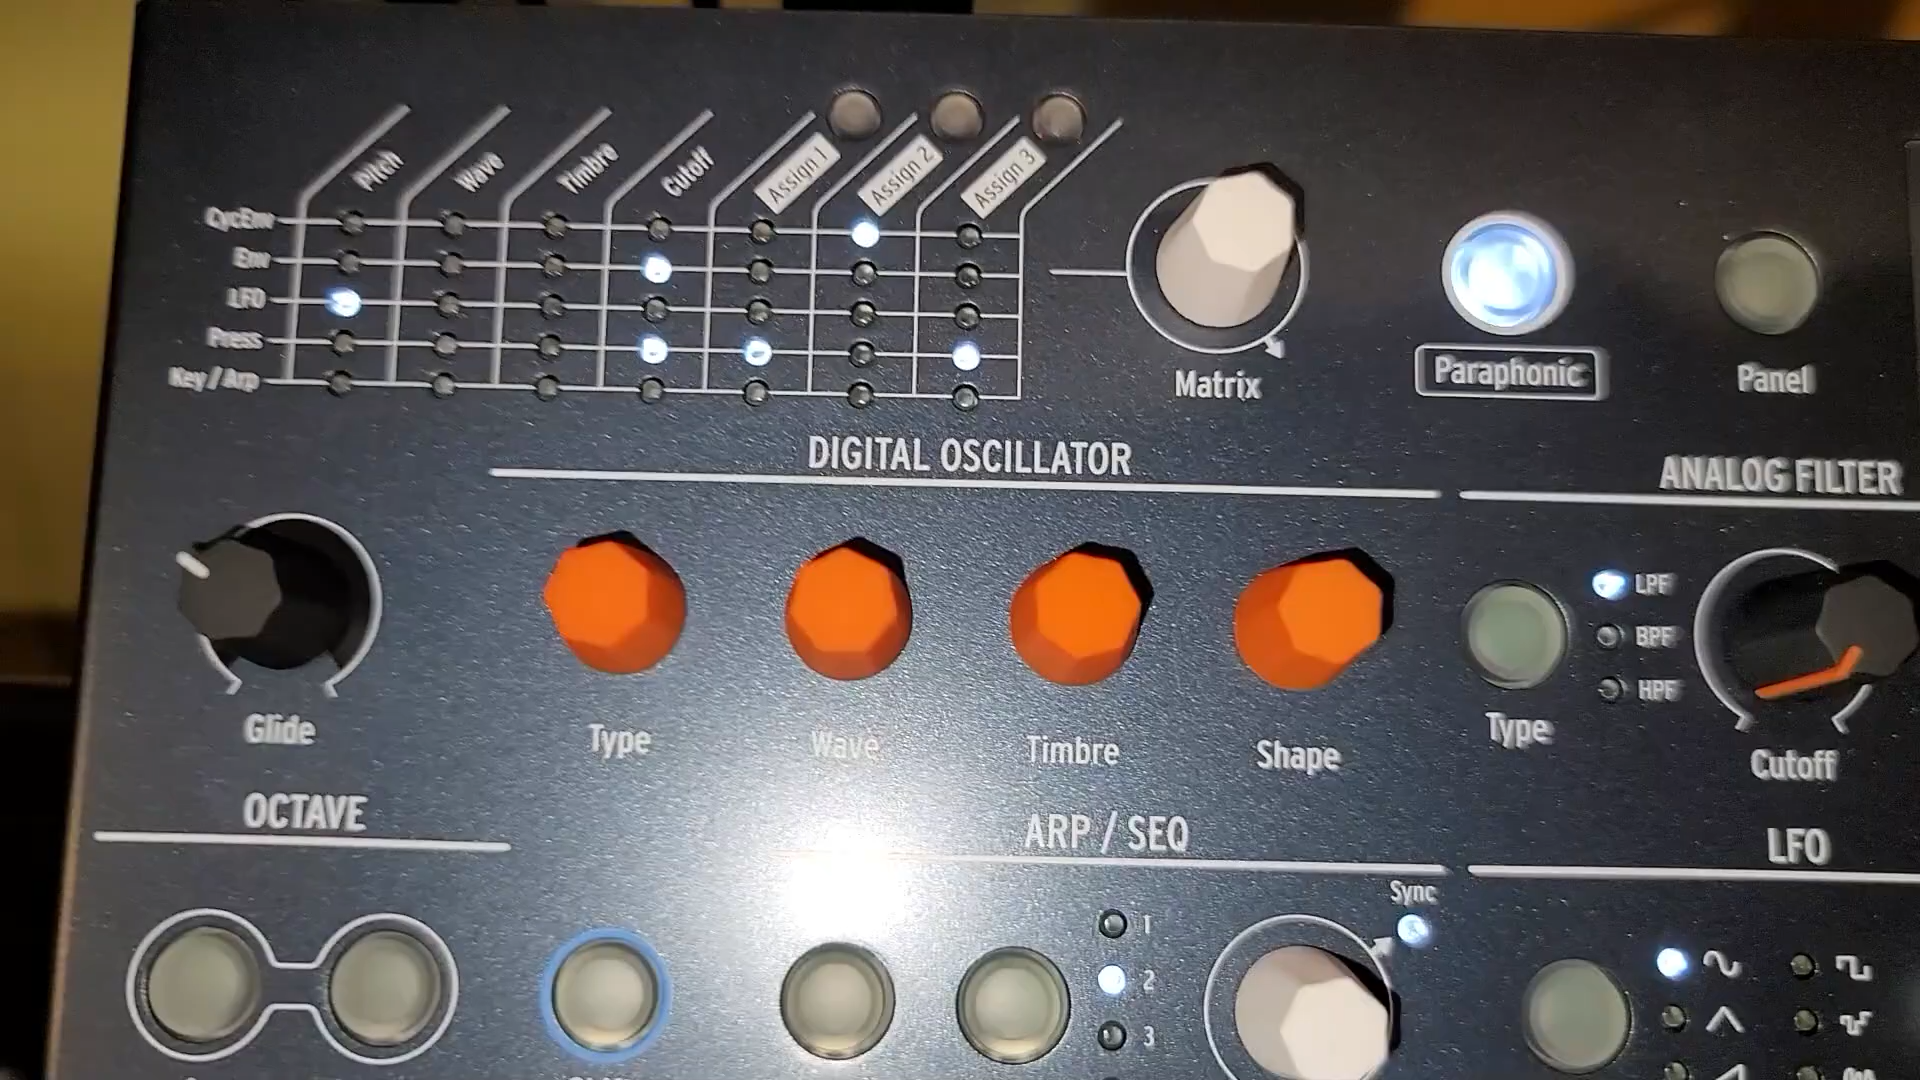 Pitch Wave Timbre Cutoff Assign 1 Assign 2 Assign 3
CycEnv
Env
LFO
Press
Key / Arp
Matrix
Paraphonic
Panel
DIGITAL OSCILLATOR
ANALOG FILTER
LPF
BPF
HPF
Glide
Type
Wave
Timbre
Shape
Type
Cutoff
OCTAVE
ARP / SEQ
LFO
Sync
1
2
3